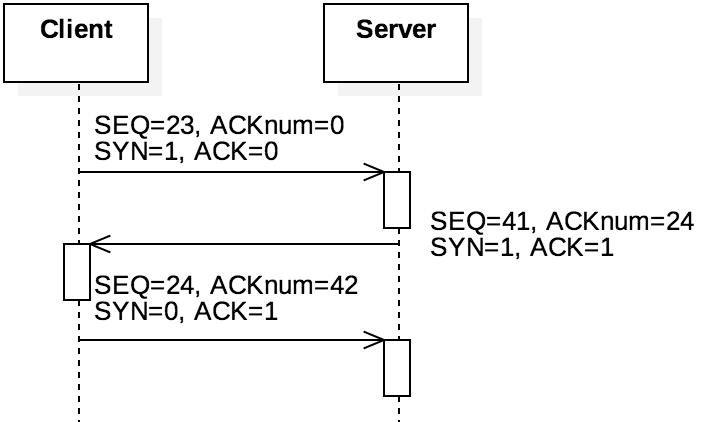 Client
Server
SEQ=23, ACKnum=0
SYN=1, ACK=0
SEQ=41, ACKnum=24
SYN=1, ACK=1
SEQ=24, ACKnum=42
SYN=0, ACK=1